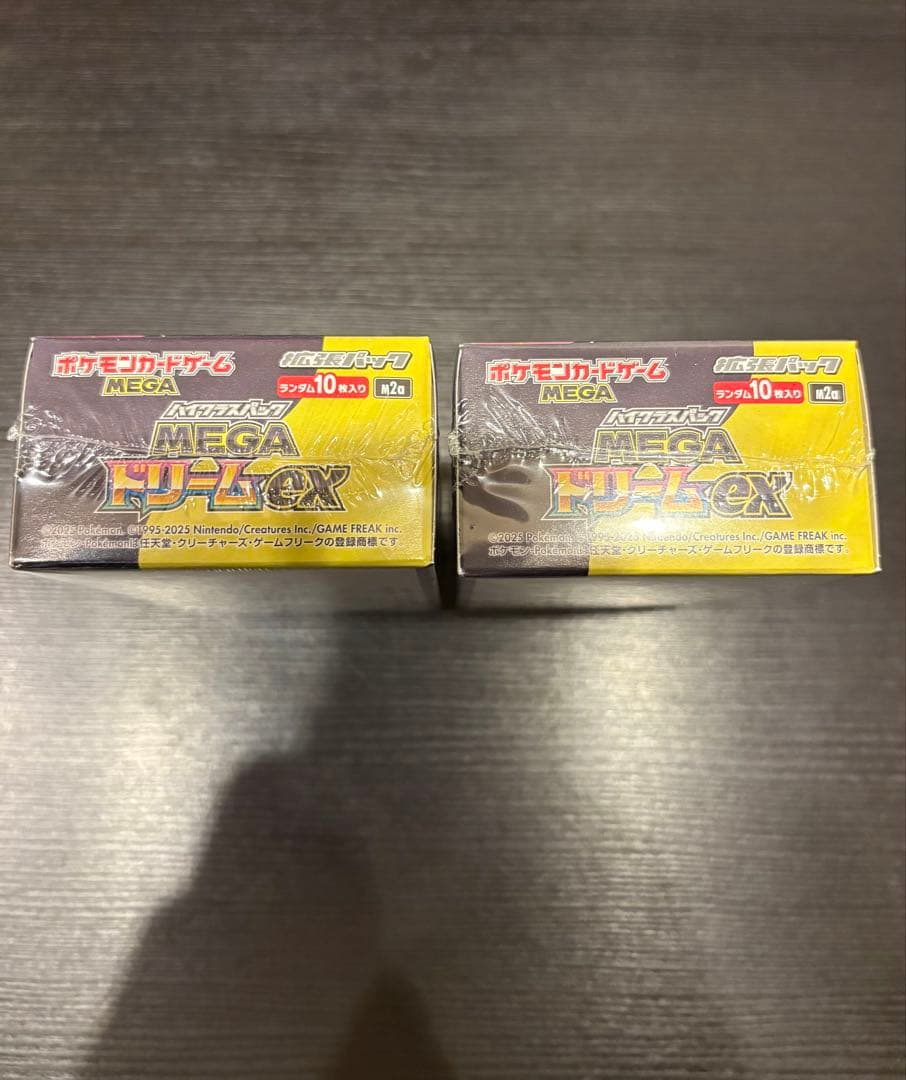 ポケモンカードゲーム
MEGA
拡張パック
ランダム10枚入り
M2a
ハイクラスパック
MEGA
ドリームex
©2025 Pokémon. ©1995-2025 Nintendo/Creatures Inc./GAME FREAK inc.
ポケモン・Pokémonは任天堂・クリーチャーズ・ゲームフリークの登録商標です。
ポケモンカードゲーム
MEGA
拡張パック
ランダム10枚入り
M2a
ハイクラスパック
MEGA
ドリームex
©2025 Pokémon. ©1995-2025 Nintendo/Creatures Inc./GAME FREAK inc.
ポケモン・Pokémonは任天堂・クリーチャーズ・ゲームフリークの登録商標です。